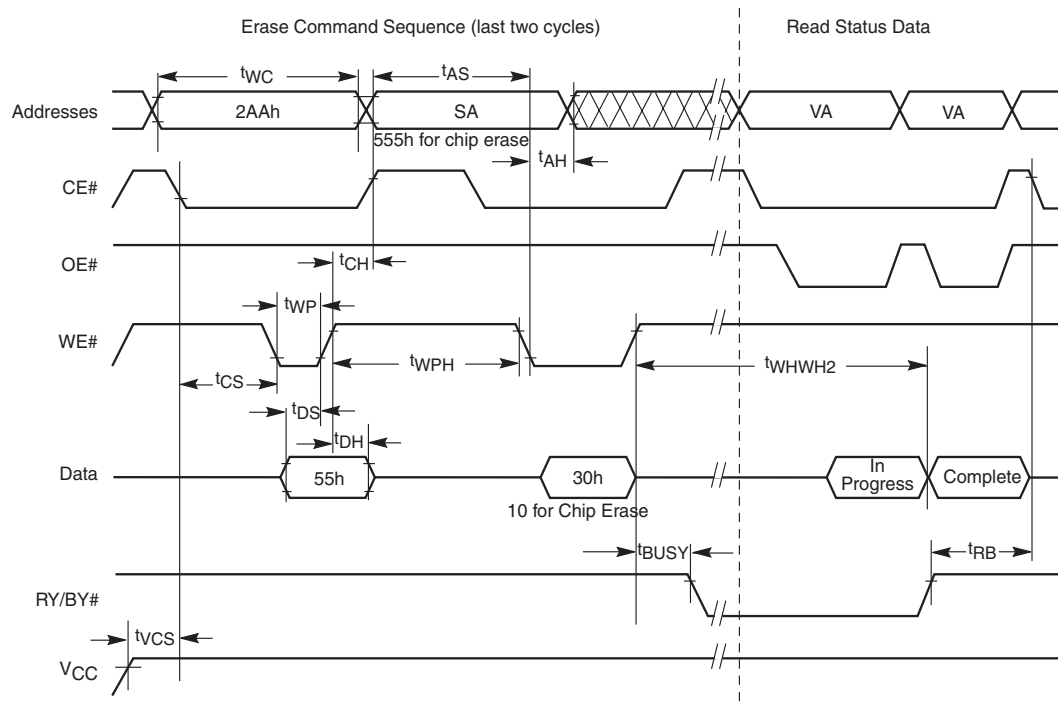 Erase Command Sequence (last two cycles)
Read Status Data
tWC
tAS
Addresses
2AAh
SA
VA
VA
555h for chip erase
tAH
CE#
OE#
tCH
tWP
WE#
tWPH
tWHWH2
tCS
tDS
tDH
Data
55h
30h
In
Progress
Complete
10 for Chip Erase
tBUSY
tRB
RY/BY#
tVCS
VCC